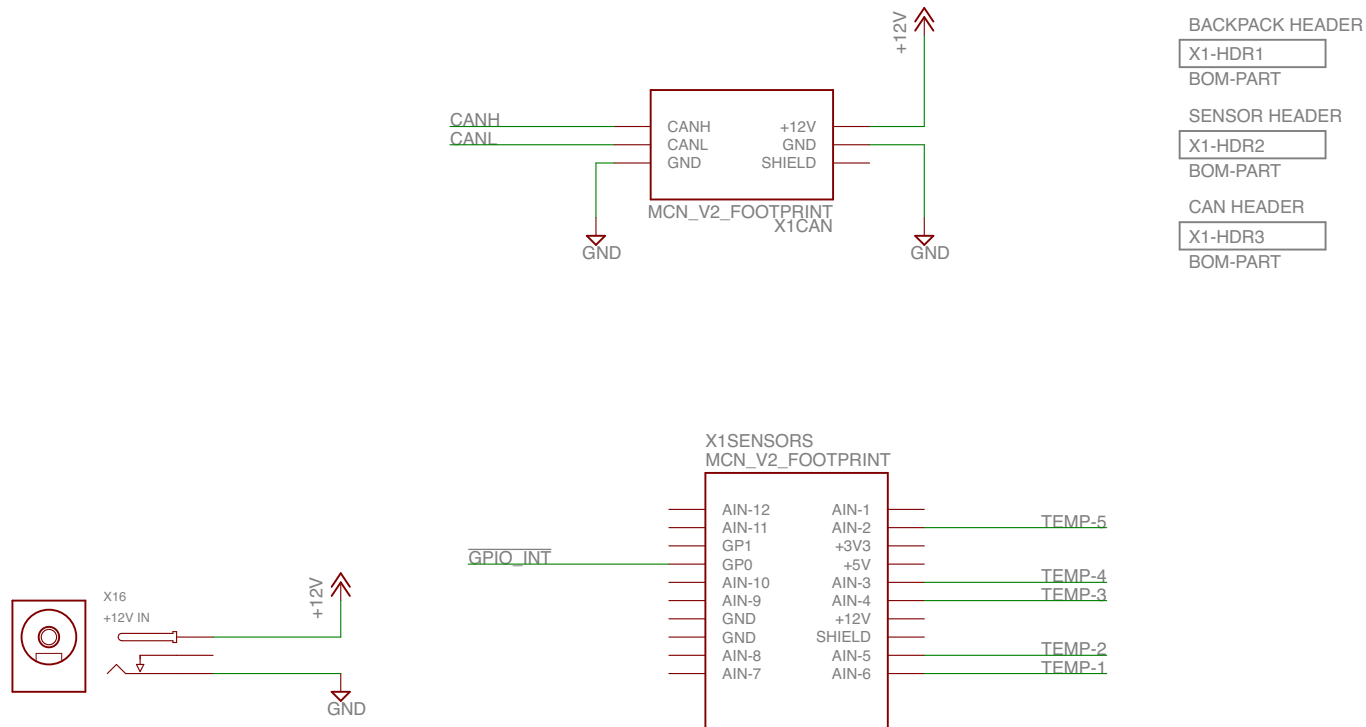 +12V
BACKPACK HEADER
X1-HDR1
BOM-PART
SENSOR HEADER
X1-HDR2
BOM-PART
CAN HEADER
X1-HDR3
BOM-PART
CANH
CANL
CANH +12V
CANL GND
GND SHIELD
MCN_V2_FOOTPRINT
X1CAN
GND
GND
X1SENSORS
MCN_V2_FOOTPRINT
AIN-12 AIN-1
AIN-11 AIN-2 TEMP-5
GP1 +3V3
GPIO_INT GP0 +5V
AIN-10 AIN-3 TEMP-4
AIN-9 AIN-4 TEMP-3
GND +12V
GND SHIELD
AIN-8 AIN-5 TEMP-2
AIN-7 AIN-6 TEMP-1
X16
+12V IN
+12V
GND